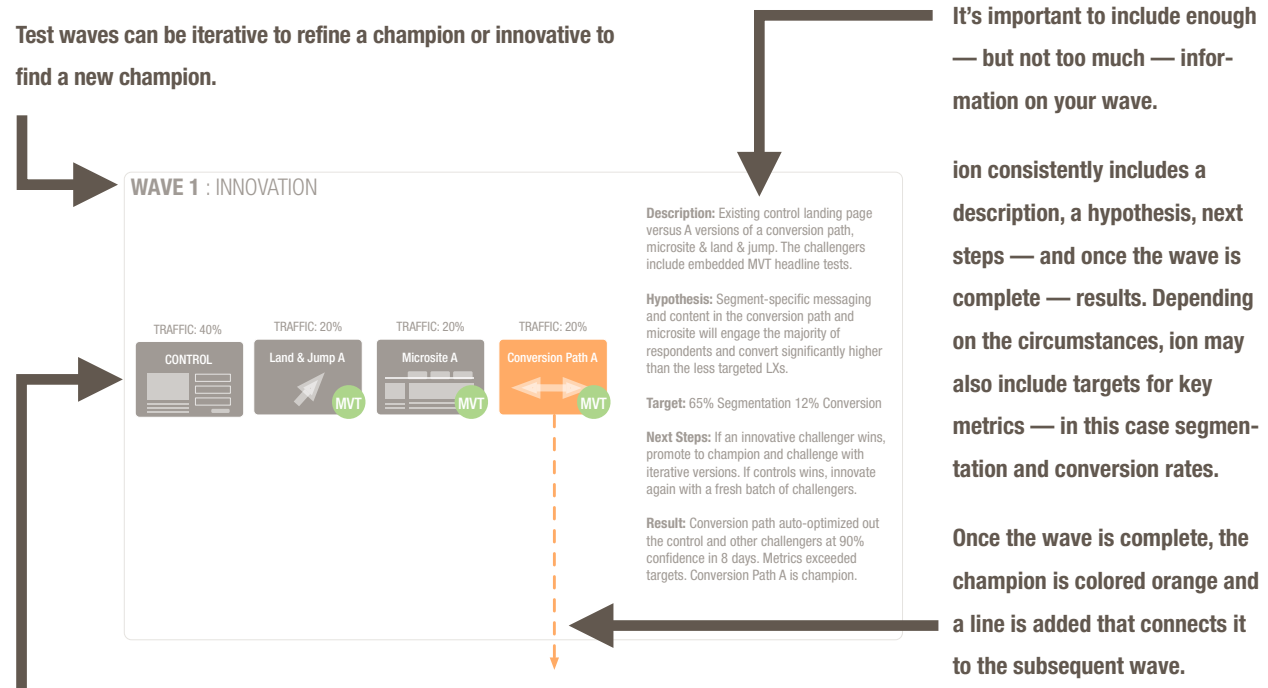 Test waves can be iterative to refine a champion or innovative to
find a new champion.
It’s important to include enough
— but not too much — infor-
mation on your wave.
ion consistently includes a
description, a hypothesis, next
steps — and once the wave is
complete — results. Depending
on the circumstances, ion may
also include targets for key
metrics — in this case segmen-
tation and conversion rates.
Once the wave is complete, the
champion is colored orange and
a line is added that connects it
to the subsequent wave.
WAVE 1 : INNOVATION
TRAFFIC: 40%
CONTROL
TRAFFIC: 20%
Land & Jump A
MVT
TRAFFIC: 20%
Microsite A
MVT
TRAFFIC: 20%
Conversion Path A
MVT
Description: Existing control landing page
versus A versions of a conversion path,
microsite & land & jump. The challengers
include embedded MVT headline tests.
Hypothesis: Segment-specific messaging
and content in the conversion path and
microsite will engage the majority of
respondents and convert significantly higher
than the less targeted LXs.
Target: 65% Segmentation 12% Conversion
Next Steps: If an innovative challenger wins,
promote to champion and challenge with
iterative versions. If controls wins, innovate
again with a fresh batch of challengers.
Result: Conversion path auto-optimized out
the control and other challengers at 90%
confidence in 8 days. Metrics exceeded
targets. Conversion Path A is champion.